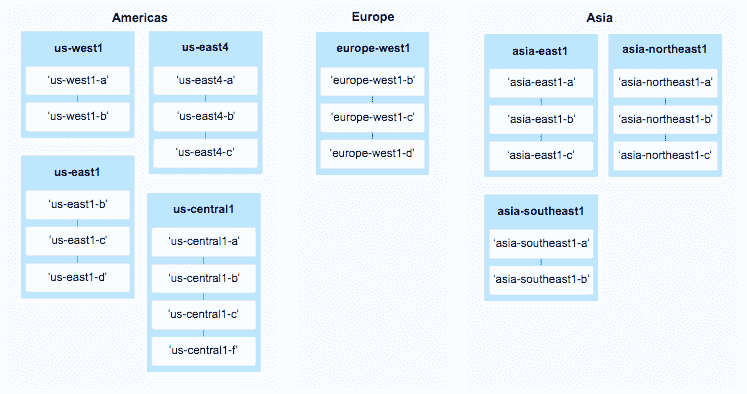 Americas
us-west1
'us-west1-a'
'us-west1-b'
us-east4
'us-east4-a'
'us-east4-b'
'us-east4-c'
us-east1
'us-east1-b'
'us-east1-c'
'us-east1-d'
us-central1
'us-central1-a'
'us-central1-b'
'us-central1-c'
'us-central1-f'
Europe
europe-west1
'europe-west1-b'
'europe-west1-c'
'europe-west1-d'
Asia
asia-east1
'asia-east1-a'
'asia-east1-b'
'asia-east1-c'
asia-northeast1
'asia-northeast1-a'
'asia-northeast1-b'
'asia-northeast1-c'
asia-southeast1
'asia-southeast1-a'
'asia-southeast1-b'